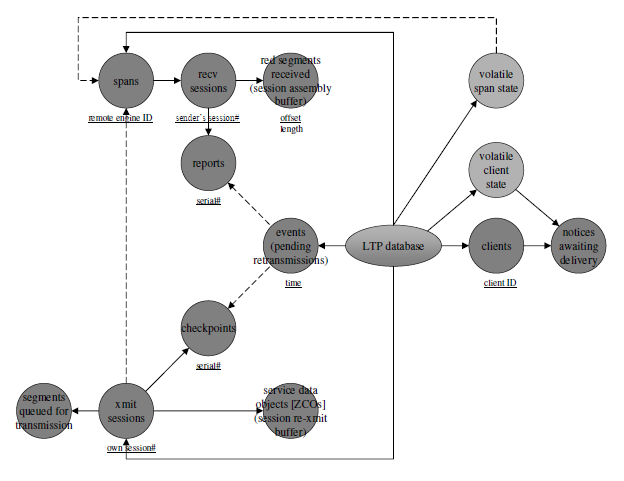 spans
remote engine ID
recv
sessions
sender's session#
red segments
received
(session assembly
buffer)
offset
length
volatile
span state
reports
serial#
volatile
client
state
events
(pending
retransmissions)
time
LTP database
clients
client ID
notices
awaiting
delivery
checkpoints
serial#
segments
queued for
transmission
xmit
sessions
own session#
service data
objects [ZCOs]
(session re-xmit
buffer)